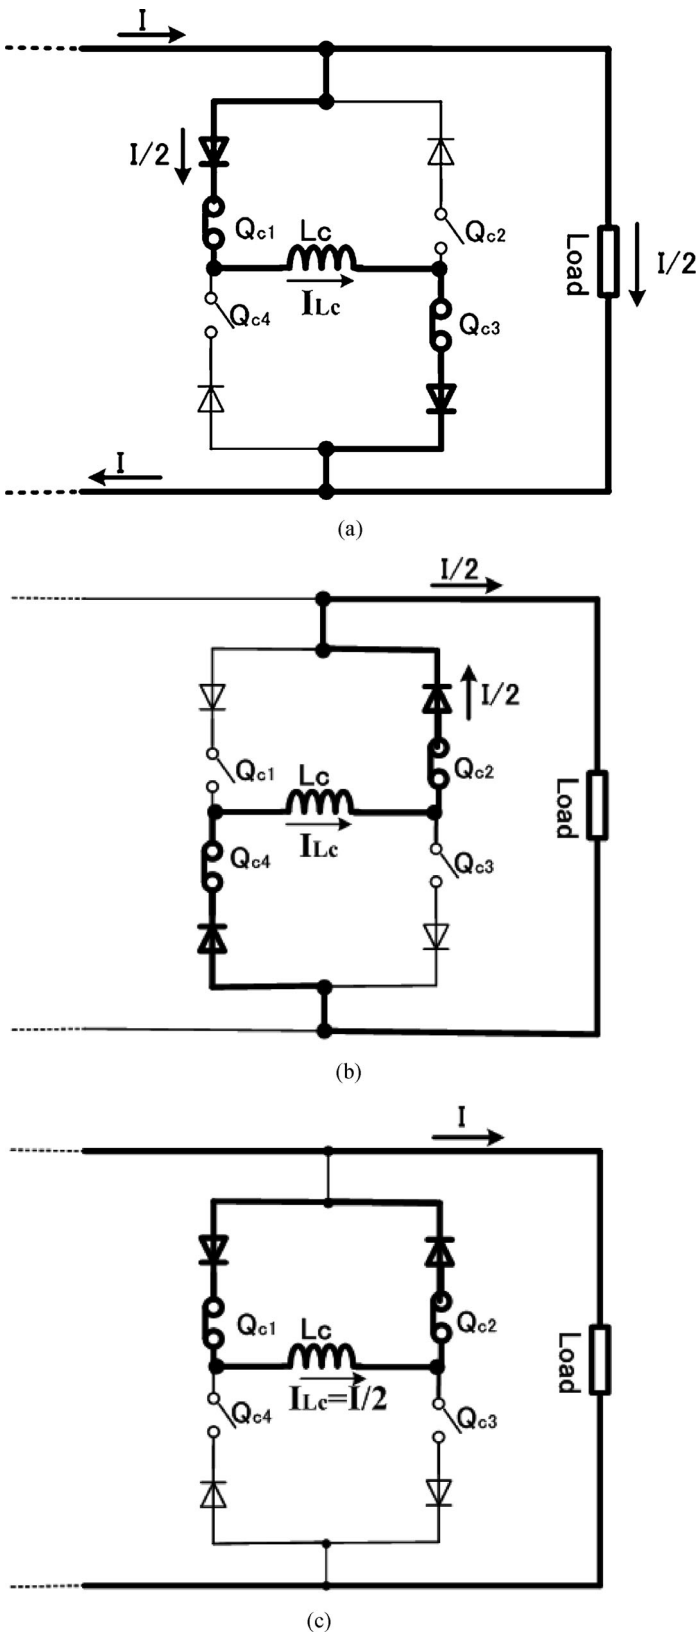 I
I/2
Qc1
Lc
Qc2
Load
I/2
ILc
Qc4
Qc3
I
(a)
I/2
I/2
Qc1
Lc
Qc2
Load
ILc
Qc4
Qc3
(b)
I
Qc1
Lc
Qc2
Load
ILc=I/2
Qc4
Qc3
(c)